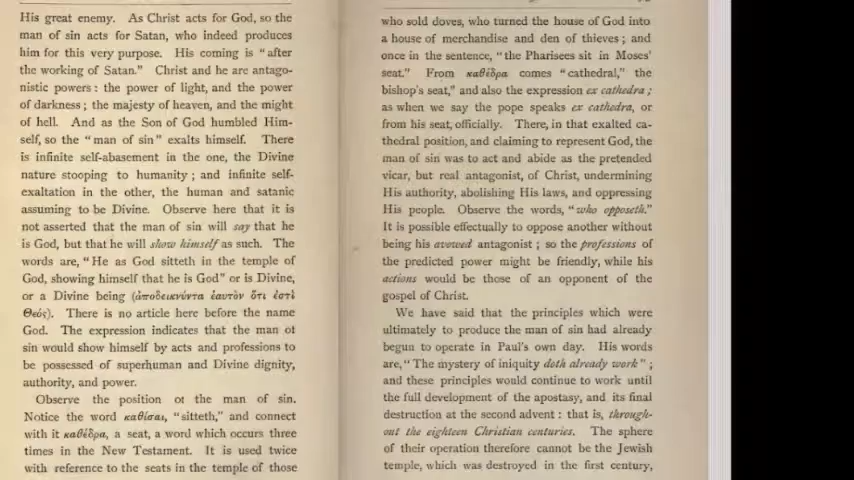 His great enemy. As Christ acts for God, so the
man of sin acts for Satan, who indeed produces
him for this very purpose. His coming is "after
the working of Satan." Christ and he are antago-
nistic powers: the power of light, and the power
of darkness; the majesty of heaven, and the might
of hell. And as the Son of God humbled Him-
self, so the "man of sin" exalts himself. There
is infinite self-abasement in the one, the Divine
nature stooping to humanity; and infinite self-
exaltation in the other, the human and satanic
assuming to be Divine. Observe here that it is
not asserted that the man of sin will say that he
is God, but that he will show himself as such. The
words are, "He as God sitteth in the temple of
God, showing himself that he is God" or is Divine,
or a Divine being (ἀποδεικνύντα ἑαυτὸν ὅτι ἐστὶ
Θεός). There is no article here before the name
God. The expression indicates that the man of
sin would show himself by acts and professions to
be possessed of superhuman and Divine dignity,
authority, and power.
Observe the position of the man of sin.
Notice the word καθίσαι, "sitteth," and connect
with it καθέδρα, a seat, a word which occurs three
times in the New Testament. It is used twice
with reference to the seats in the temple of those
who sold doves, who turned the house of God into
a house of merchandise and den of thieves; and
once in the sentence, "the Pharisees sit in Moses'
seat." From καθέδρα comes "cathedral," the
bishop's seat," and also the expression ex cathedra;
as when we say the pope speaks ex cathedra, or
from his seat, officially. There, in that exalted ca-
thedral position, and claiming to represent God, the
man of sin was to act and abide as the pretended
vicar, but real antagonist, of Christ, undermining
His authority, abolishing His laws, and oppressing
His people. Observe the words, "who opposeth."
It is possible effectually to oppose another without
being his avowed antagonist; so the professions of
the predicted power might be friendly, while his
actions would be those of an opponent of the
gospel of Christ.
We have said that the principles which were
ultimately to produce the man of sin had already
begun to operate in Paul's own day. His words
are, "The mystery of iniquity doth already work";
and these principles would continue to work until
the full development of the apostasy, and its final
destruction at the second advent: that is, through-
out the eighteen Christian centuries. The sphere
of their operation therefore cannot be the Jewish
temple, which was destroyed in the first century,